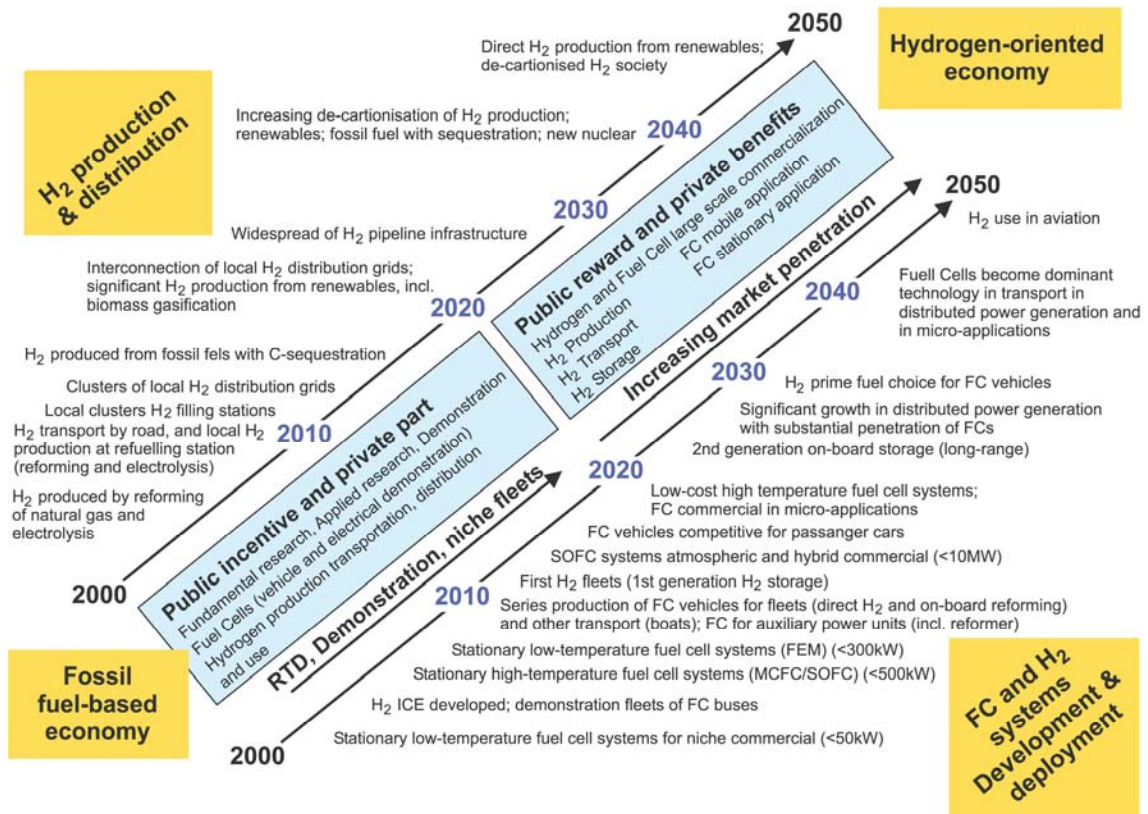 2050
Direct H2 production from renewables;
de-cartionised H2 society
Hydrogen-oriented
economy
H2 production
& distribution
Increasing de-cartionisation of H2 production;
renewables; fossil fuel with sequestration; new nuclear
2040
2030
Widespread of H2 pipeline infrastructure
Interconnection of local H2 distribution grids;
significant H2 production from renewables, incl.
biomass gasification
2020
H2 produced from fossil fels with C-sequestration
Clusters of local H2 distribution grids
Local clusters H2 filling stations
H2 transport by road, and local H2
production at refuelling station
(reforming and electrolysis)
2010
H2 produced by reforming
of natural gas and
electrolysis
2000
Public reward and private benefits
Hydrogen and Fuel Cell large scale commercialization
H2 Production
FC mobile application
H2 Transport
FC stationary application
H2 Storage
Increasing market penetration
Public incentive and private part
Fundamental research, Applied research, Demonstration
Fuel Cells (vehicle and electrical demonstration)
Hydrogen production transportation, distribution
and use
RTD, Demonstration, niche fleets
Fossil
fuel-based
economy
2050
H2 use in aviation
2040
Fuell Cells become dominant
technology in transport in
distributed power generation and
in micro-applications
2030
H2 prime fuel choice for FC vehicles
Significant growth in distributed power generation
with substantial penetration of FCs
2nd generation on-board storage (long-range)
2020
Low-cost high temperature fuel cell systems;
FC commercial in micro-applications
FC vehicles competitive for passanger cars
SOFC systems atmospheric and hybrid commercial (<10MW)
First H2 fleets (1st generation H2 storage)
2010
Series production of FC vehicles for fleets (direct H2 and on-board reforming)
and other transport (boats); FC for auxiliary power units (incl. reformer)
Stationary low-temperature fuel cell systems (FEM) (<300kW)
Stationary high-temperature fuel cell systems (MCFC/SOFC) (<500kW)
H2 ICE developed; demonstration fleets of FC buses
2000
Stationary low-temperature fuel cell systems for niche commercial (<50kW)
FC and H2
systems
Development &
deployment